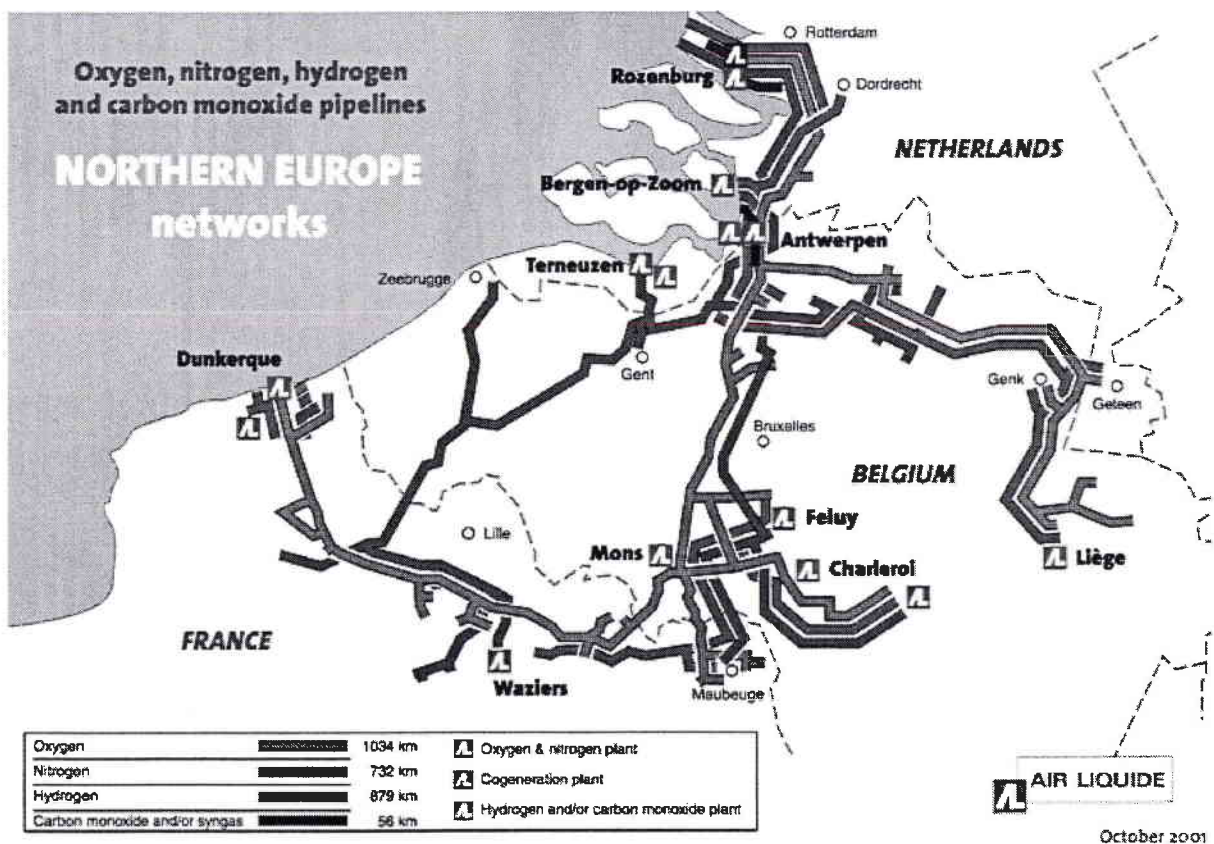 Oxygen, nitrogen, hydrogen
and carbon monoxide pipelines
NORTHERN EUROPE
networks
Rotterdam
Rozenburg
Dordrecht
NETHERLANDS
Bergen-op-Zoom
Antwerpen
Terneuzen
Zeebrugge
Dunkerque
Gent
Genk
Geleen
Bruxelles
BELGIUM
Lille
Feluy
Mons
Charleroi
Liège
FRANCE
Waziers
Maubeuge
Oxygen 1034 km
Nitrogen 732 km
Hydrogen 879 km
Carbon monoxide and/or syngas 56 km
Oxygen & nitrogen plant
Cogeneration plant
Hydrogen and/or carbon monoxide plant
AIR LIQUIDE
October 2001